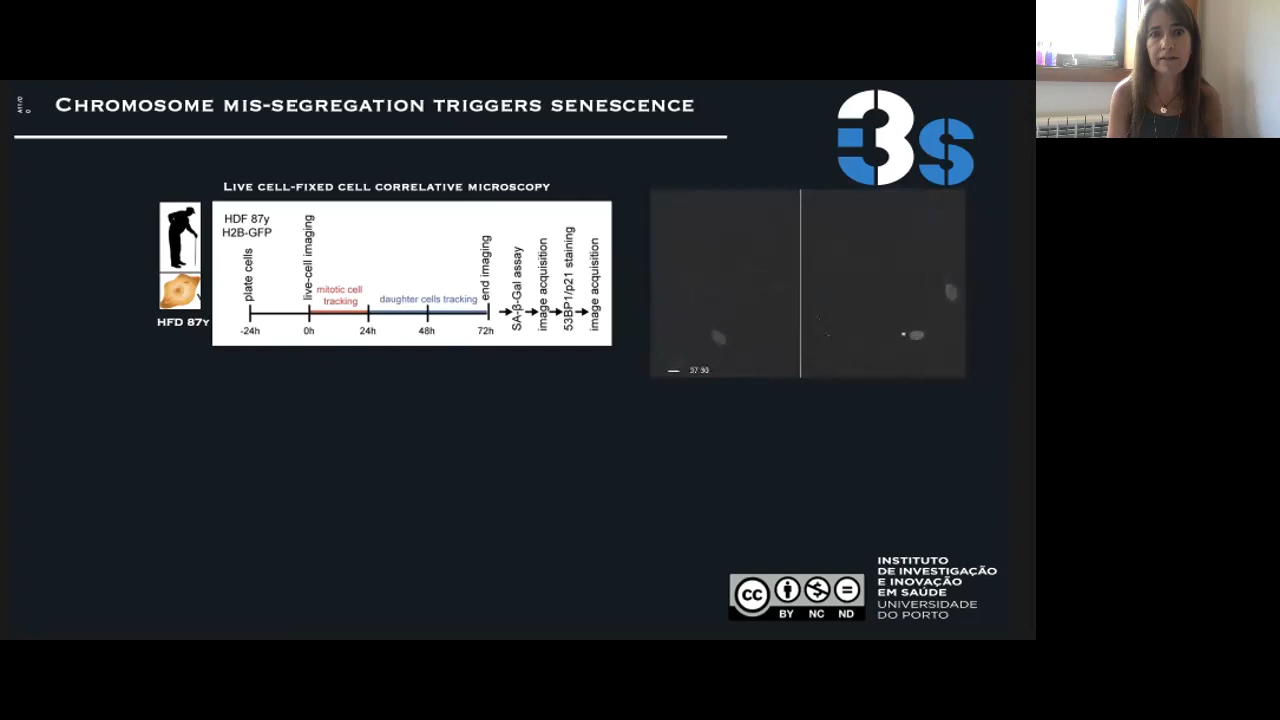 CHROMOSOME MIS-SEGREGATION TRIGGERS SENESCENCE
3s
LIVE CELL-FIXED CELL CORRELATIVE MICROSCOPY
HDF 87y
H2B-GFP
plate cells
live-cell imaging
mitotic cell
tracking
daughter cells tracking
end imaging
SA-β-Gal assay
image acquisition
53BP1/p21 staining
image acquisition
-24h
0h
24h
48h
72h
HFD 87Y
37:30
CC
BY NC ND
INSTITUTO
DE INVESTIGAÇÃO
E INOVAÇÃO
EM SAÚDE
UNIVERSIDADE
DO PORTO